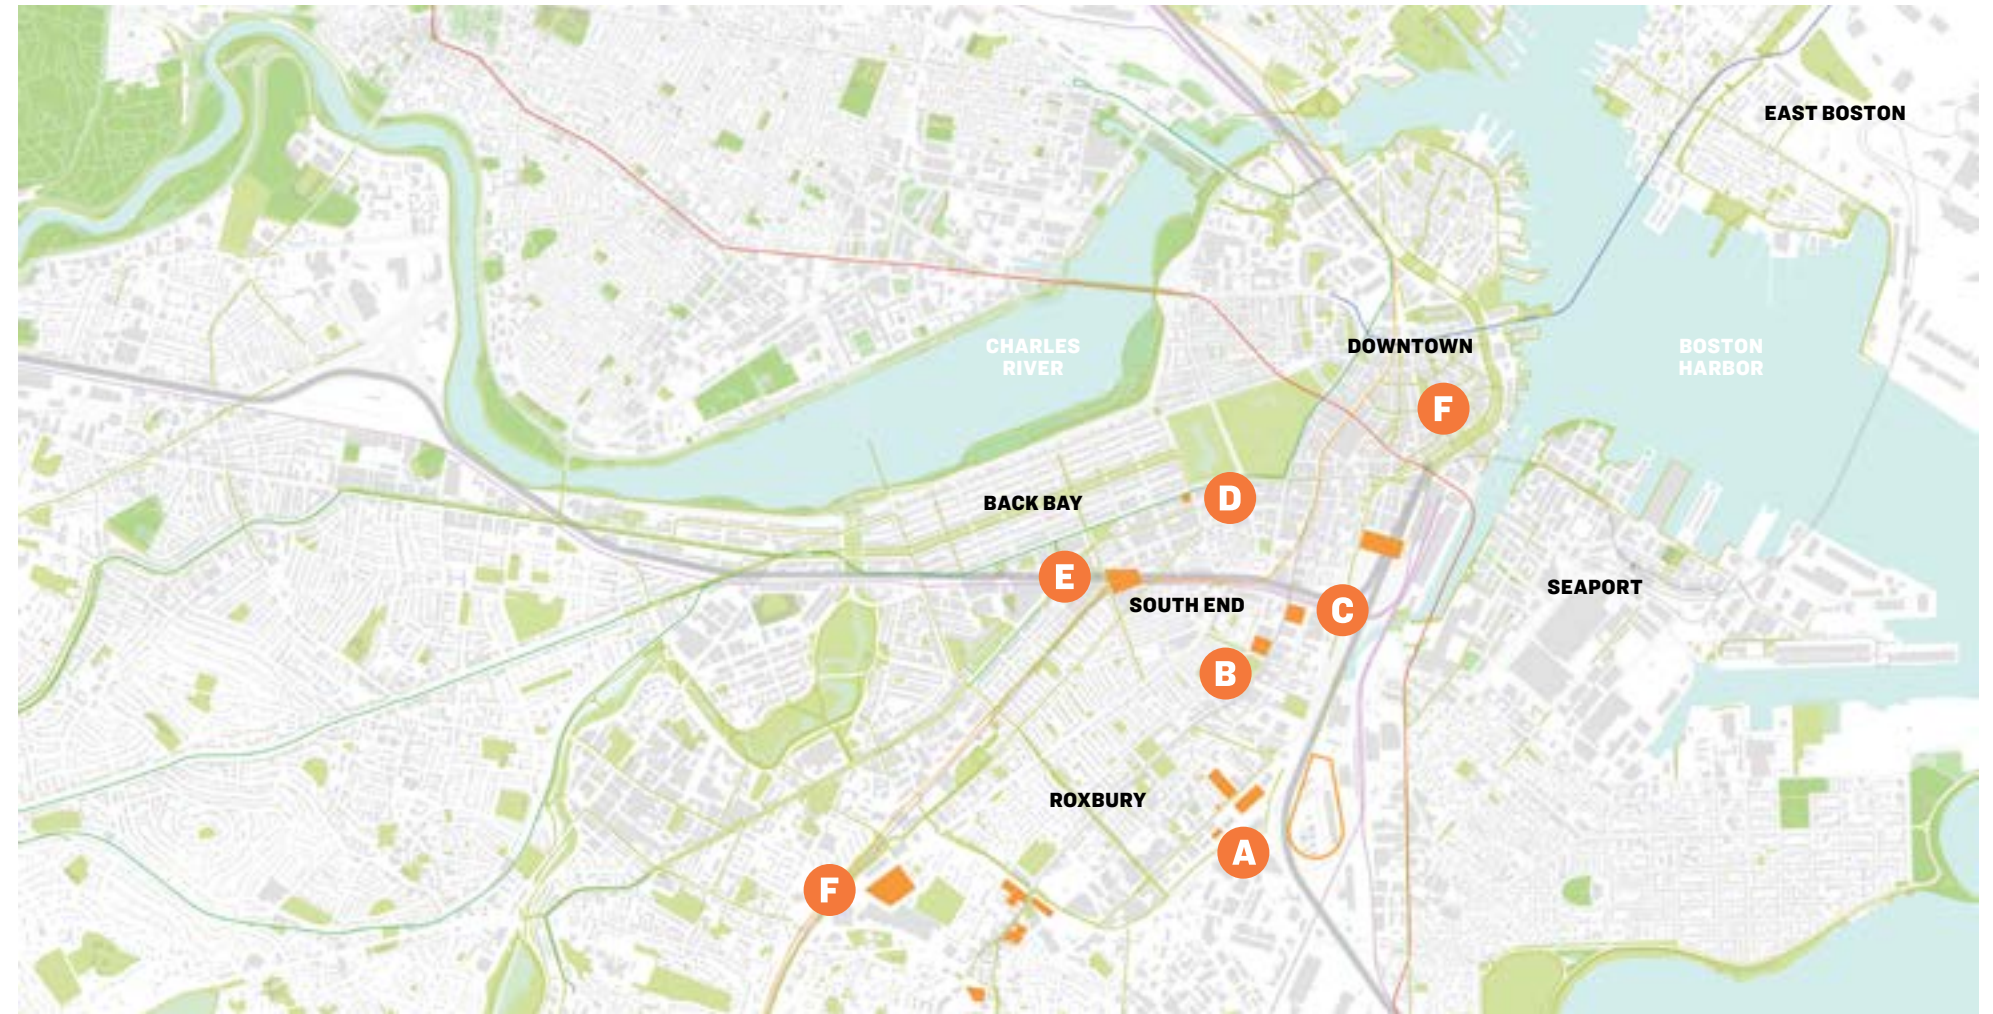 EAST BOSTON
CHARLES
RIVER
DOWNTOWN
BOSTON
HARBOR
F
BACK BAY
D
E
SOUTH END
SEAPORT
C
B
ROXBURY
A
F